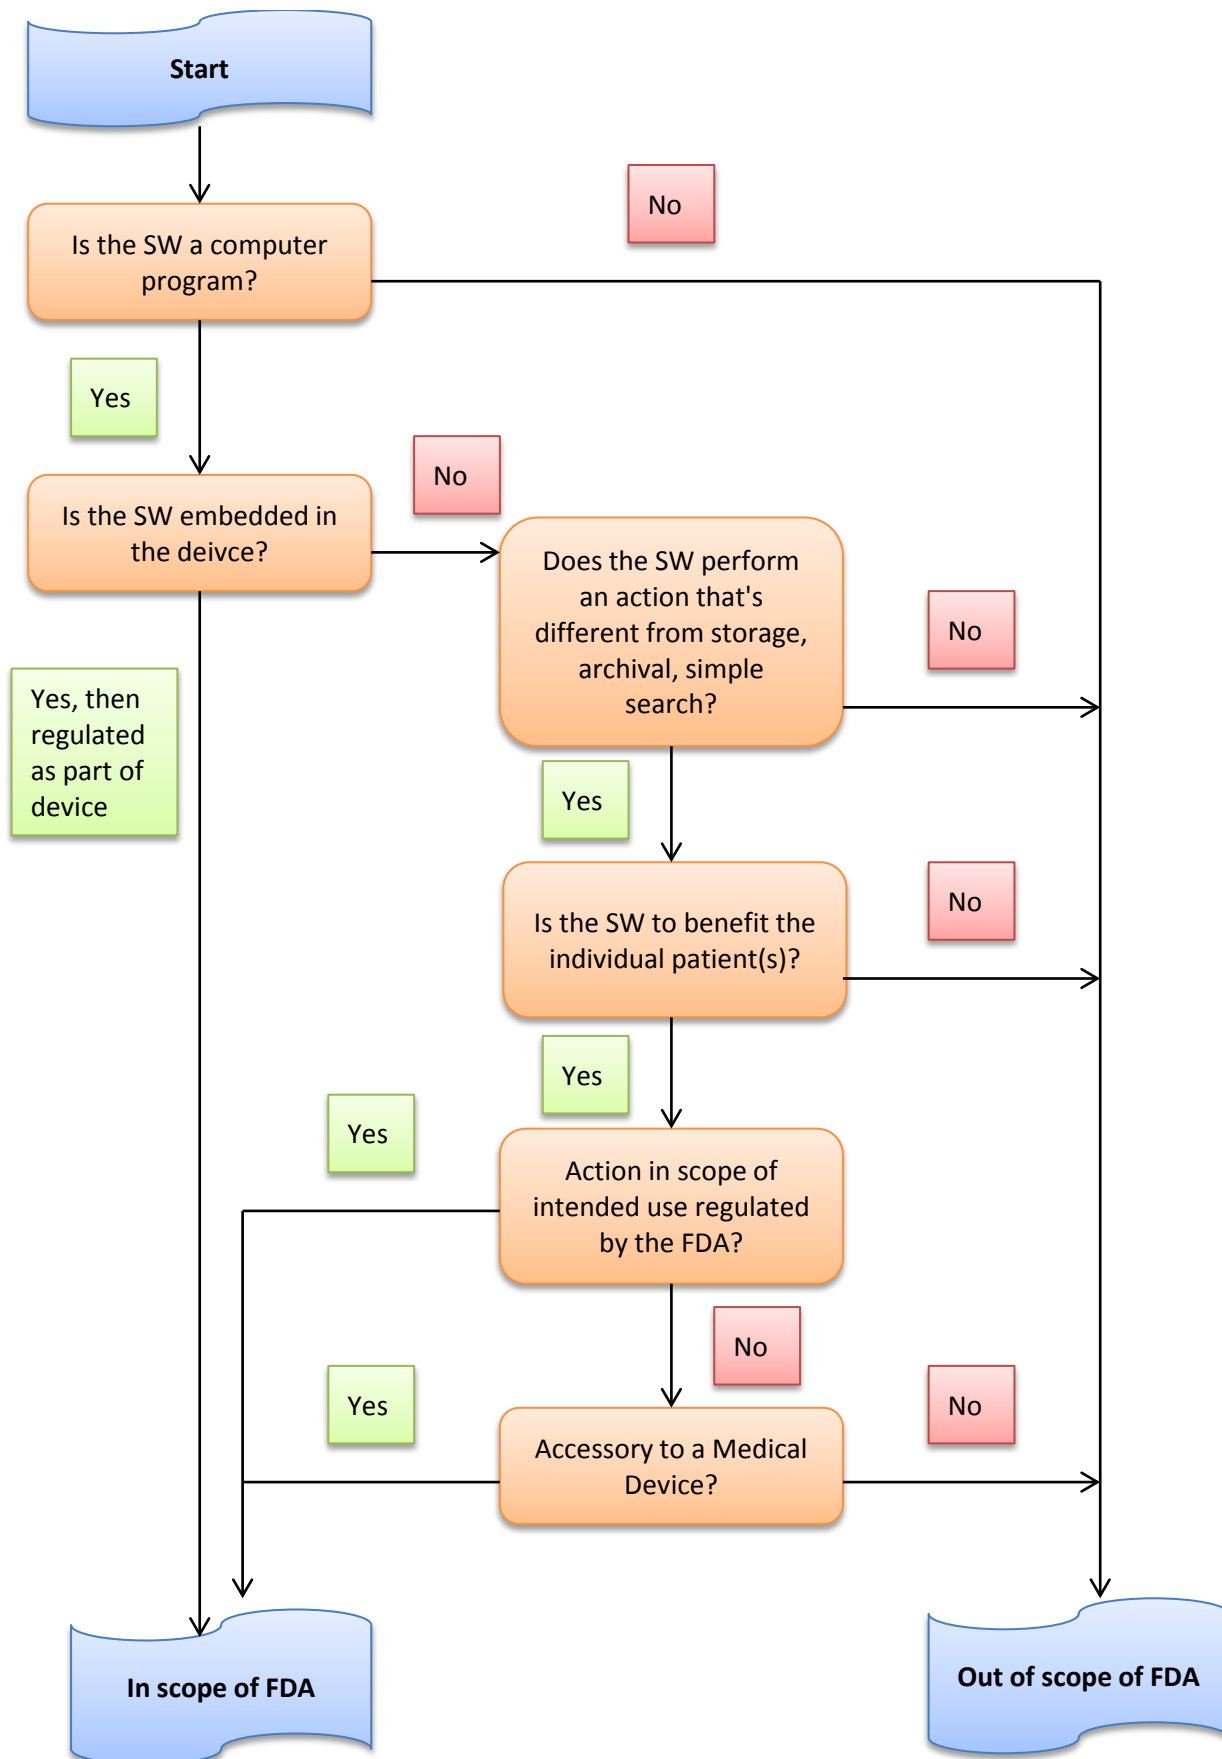 Start
No
Is the SW a computer
program?
Yes
No
Is the SW embedded in
the deivce?
Does the SW perform
an action that's
different from storage,
archival, simple
search?
No
Yes, then
regulated
as part of
device
Yes
Is the SW to benefit the
individual patient(s)?
No
Yes
Yes
Action in scope of
intended use regulated
by the FDA?
No
Yes
No
Accessory to a Medical
Device?
In scope of FDA
Out of scope of FDA